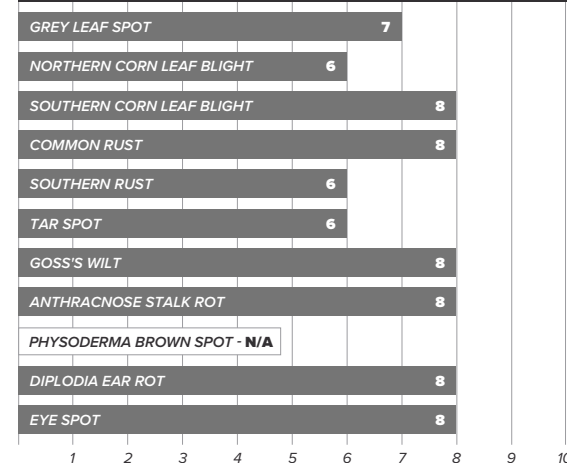 GREY LEAF SPOT 7
NORTHERN CORN LEAF BLIGHT 6
SOUTHERN CORN LEAF BLIGHT 8
COMMON RUST 8
SOUTHERN RUST 6
TAR SPOT 6
GOSS'S WILT 8
ANTHRACNOSE STALK ROT 8
PHYSODERMA BROWN SPOT - N/A
DIPLODIA EAR ROT 8
EYE SPOT 8
1 2 3 4 5 6 7 8 9 10